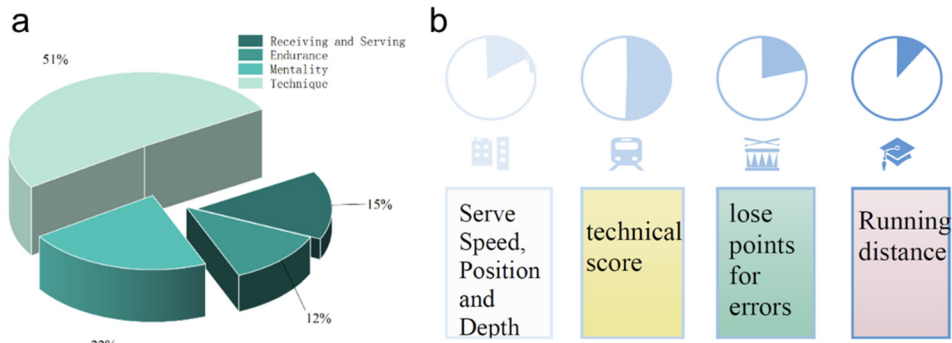 a
51%
Receiving and Serving
Endurance
Mentality
Technique
15%
12%
b
Serve
Speed,
Position
and
Depth
technical
score
lose
points
for
errors
Running
distance